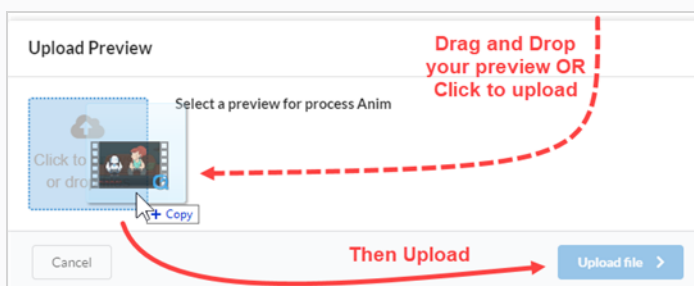 Upload Preview
Drag and Drop
your preview OR
Click to upload
Select a preview for process Anim
Click to
or drop
+ Copy
Then Upload
Cancel
Upload file